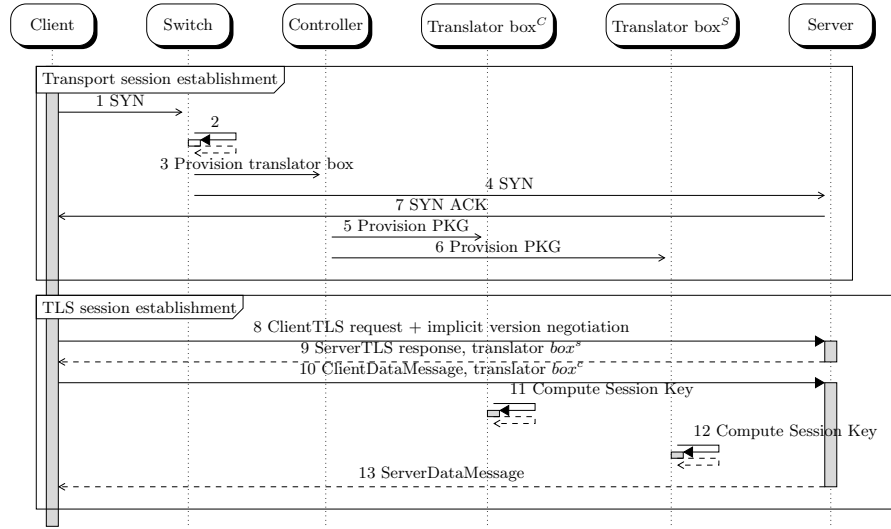 Client
Switch
Controller
Translator box^C
Translator box^S
Server
Transport session establishment
1 SYN
2
3 Provision translator box
4 SYN
7 SYN ACK
5 Provision PKG
6 Provision PKG
TLS session establishment
8 ClientTLS request + implicit version negotiation
9 ServerTLS response, translator box^s
10 ClientDataMessage, translator box^c
11 Compute Session Key
12 Compute Session Key
13 ServerDataMessage